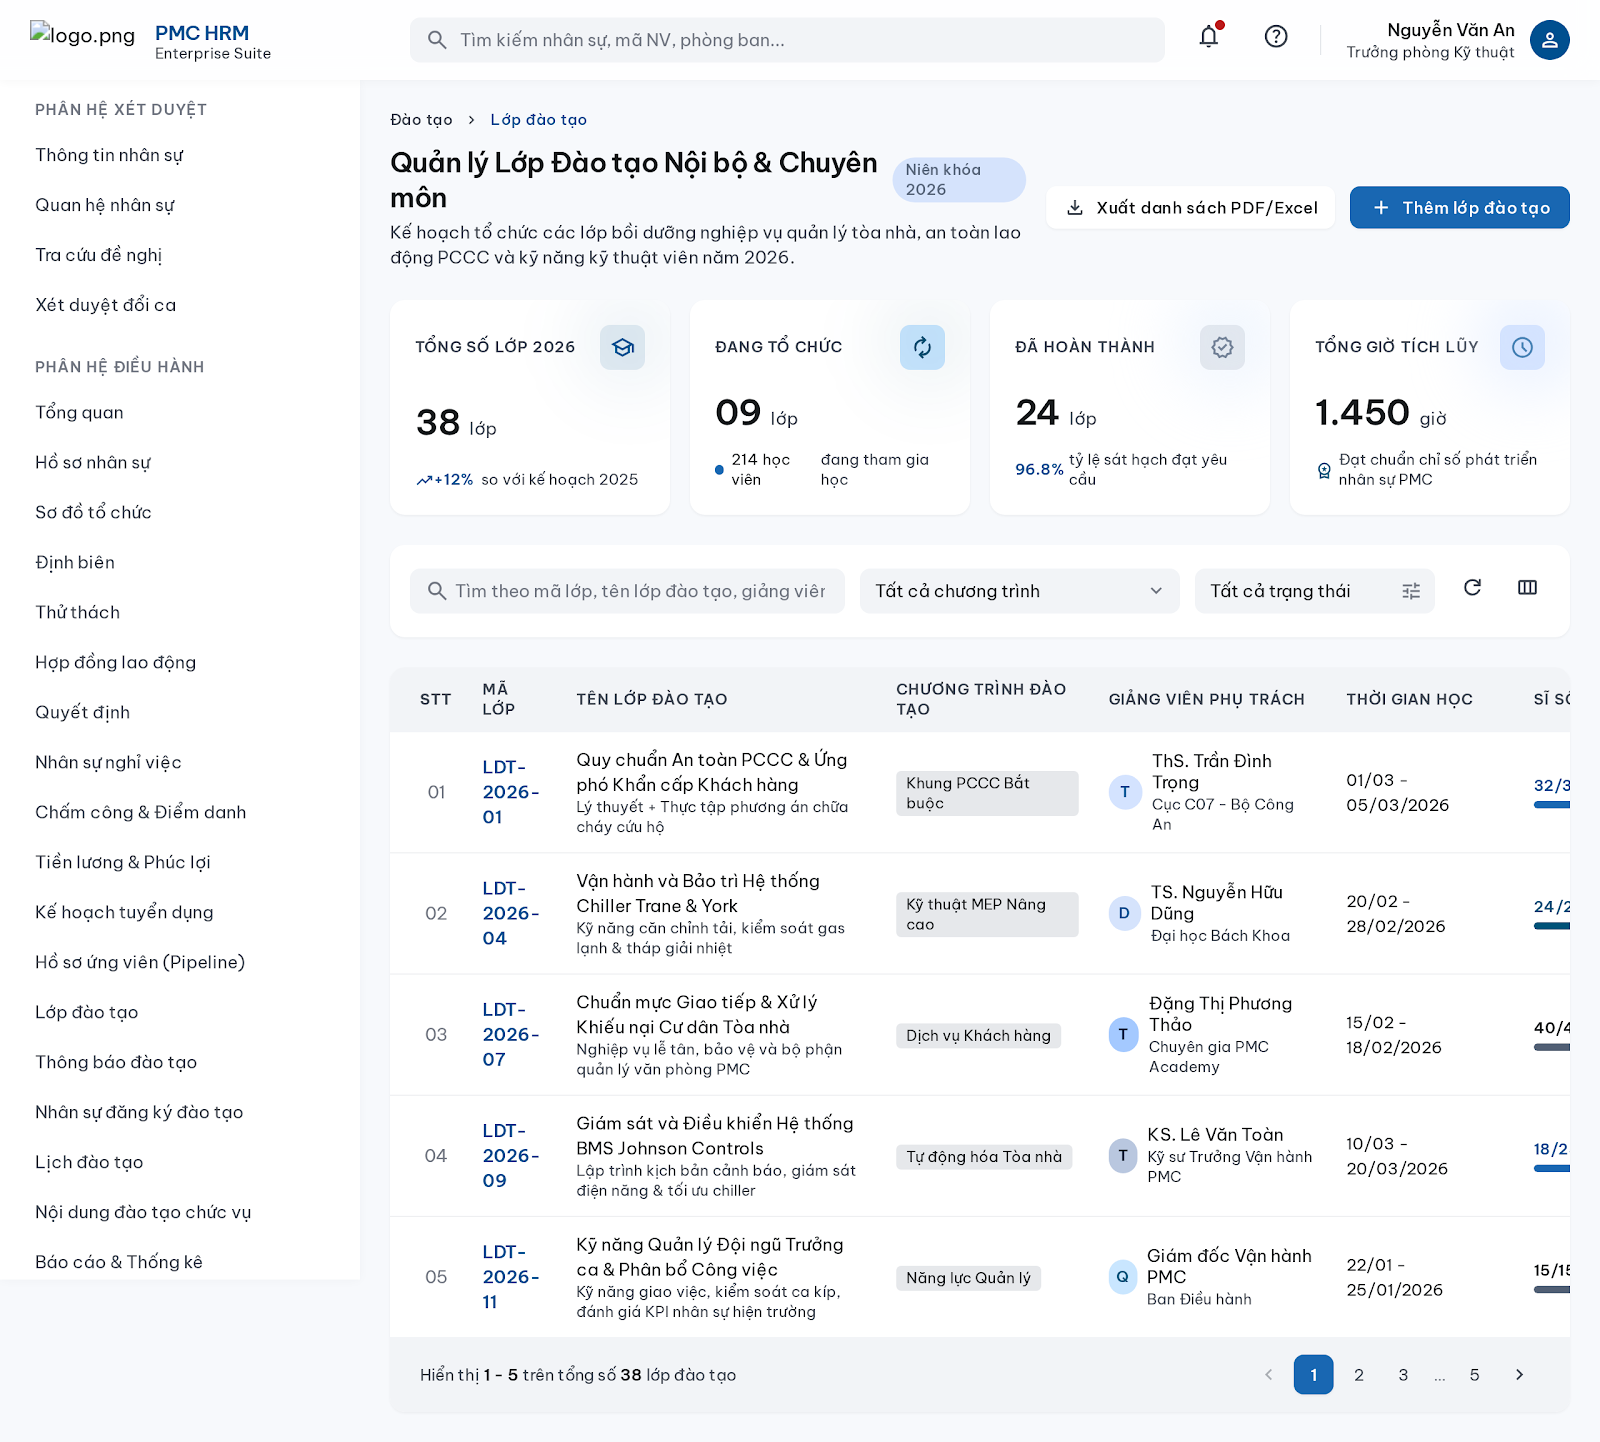 logo.png
PMC HRM
Enterprise Suite
Tìm kiếm nhân sự, mã NV, phòng ban...
Nguyễn Văn An
Trưởng phòng Kỹ thuật
PHÂN HỆ XÉT DUYỆT
Thông tin nhân sự
Quan hệ nhân sự
Tra cứu đề nghị
Xét duyệt đổi ca
PHÂN HỆ ĐIỀU HÀNH
Tổng quan
Hồ sơ nhân sự
Sơ đồ tổ chức
Định biên
Thử thách
Hợp đồng lao động
Quyết định
Nhân sự nghỉ việc
Chấm công & Điểm danh
Tiền lương & Phúc lợi
Kế hoạch tuyển dụng
Hồ sơ ứng viên (Pipeline)
Lớp đào tạo
Thông báo đào tạo
Nhân sự đăng ký đào tạo
Lịch đào tạo
Nội dung đào tạo chức vụ
Báo cáo & Thống kê
Đào tạo > Lớp đào tạo
Quản lý Lớp Đào tạo Nội bộ & Chuyên
môn
Niên khóa
2026
Kế hoạch tổ chức các lớp bồi dưỡng nghiệp vụ quản lý tòa nhà, an toàn lao
động PCCC và kỹ năng kỹ thuật viên năm 2026.
Xuất danh sách PDF/Excel
Thêm lớp đào tạo
TỔNG SỐ LỚP 2026
38 lớp
+12% so với kế hoạch 2025
ĐANG TỔ CHỨC
09 lớp
214 học
viên
đang tham gia
học
ĐÃ HOÀN THÀNH
24 lớp
96.8%
tỷ lệ sát hạch đạt yêu
cầu
TỔNG GIỜ TÍCH LŨY
1.450 giờ
Đạt chuẩn chỉ số phát triển
nhân sự PMC
Tìm theo mã lớp, tên lớp đào tạo, giảng viên
Tất cả chương trình
Tất cả trạng thái
STT
MÃ
LỚP
TÊN LỚP ĐÀO TẠO
CHƯƠNG TRÌNH ĐÀO
TẠO
GIẢNG VIÊN PHỤ TRÁCH
THỜI GIAN HỌC
SĨ SỐ
01
LDT-
2026-
01
Quy chuẩn An toàn PCCC & Ứng
phó Khẩn cấp Khách hàng
Lý thuyết + Thực tập phương án chữa
cháy cứu hộ
Khung PCCC Bắt
buộc
T
ThS. Trần Đình
Trọng
Cục C07 - Bộ Công
An
01/03 -
05/03/2026
32/3
02
LDT-
2026-
04
Vận hành và Bảo trì Hệ thống
Chiller Trane & York
Kỹ năng căn chỉnh tải, kiểm soát gas
lạnh & tháp giải nhiệt
Kỹ thuật MEP Nâng
cao
D
TS. Nguyễn Hữu
Dũng
Đại học Bách Khoa
20/02 -
28/02/2026
24/2
03
LDT-
2026-
07
Chuẩn mực Giao tiếp & Xử lý
Khiếu nại Cư dân Tòa nhà
Nghiệp vụ lễ tân, bảo vệ và bộ phận
quản lý văn phòng PMC
Dịch vụ Khách hàng
T
Đặng Thị Phương
Thảo
Chuyên gia PMC
Academy
15/02 -
18/02/2026
40/4
04
LDT-
2026-
09
Giám sát và Điều khiển Hệ thống
BMS Johnson Controls
Lập trình kịch bản cảnh báo, giám sát
điện năng & tối ưu chiller
Tự động hóa Tòa nhà
T
KS. Lê Văn Toàn
Kỹ sư Trưởng Vận hành
PMC
10/03 -
20/03/2026
18/2
05
LDT-
2026-
11
Kỹ năng Quản lý Đội ngũ Trưởng
ca & Phân bổ Công việc
Kỹ năng giao việc, kiểm soát ca kíp,
đánh giá KPI nhân sự hiện trường
Năng lực Quản lý
Q
Giám đốc Vận hành
PMC
Ban Điều hành
22/01 -
25/01/2026
15/15
Hiển thị 1 - 5 trên tổng số 38 lớp đào tạo
1 2 3 ... 5